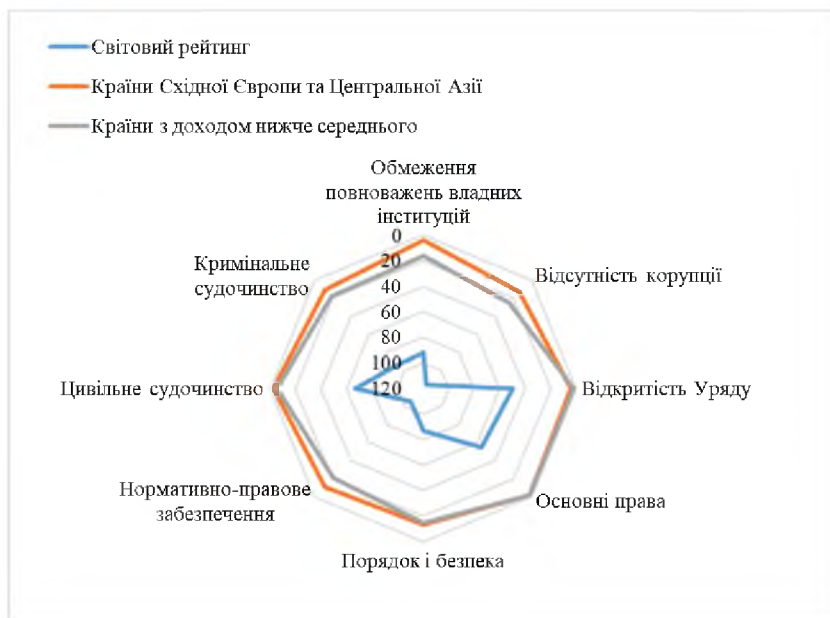 Світовий рейтинг
Країни Східної Європи та Центральної Азії
Країни з доходом нижче середнього
Обмеження
повноважень владних
інституцій
0
20
40
60
80
100
120
Відсутність корупції
Відкритість Уряду
Основні права
Порядок і безпека
Нормативно-правове
забезпечення
Цивільне судочинство
Кримінальне
судочинство